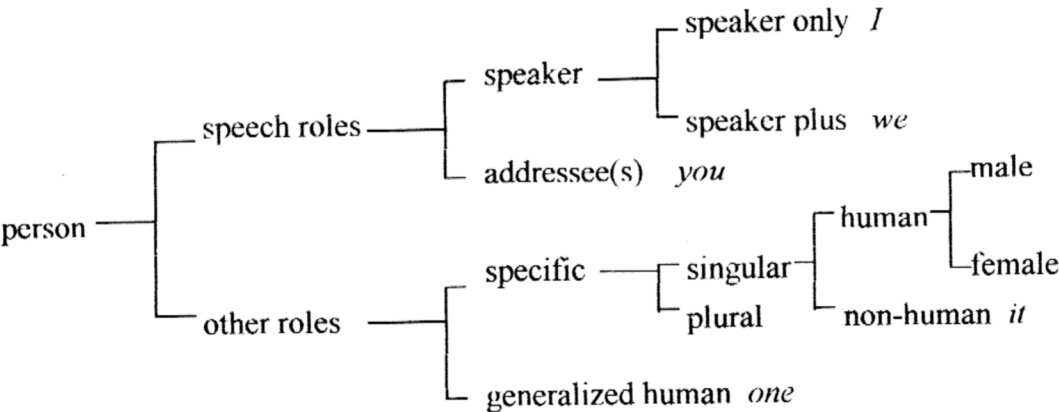 speaker only I
speaker
speech roles
speaker plus we
addressee(s) you
male
human
person
specific
singular
female
other roles
plural
non-human it
generalized human one